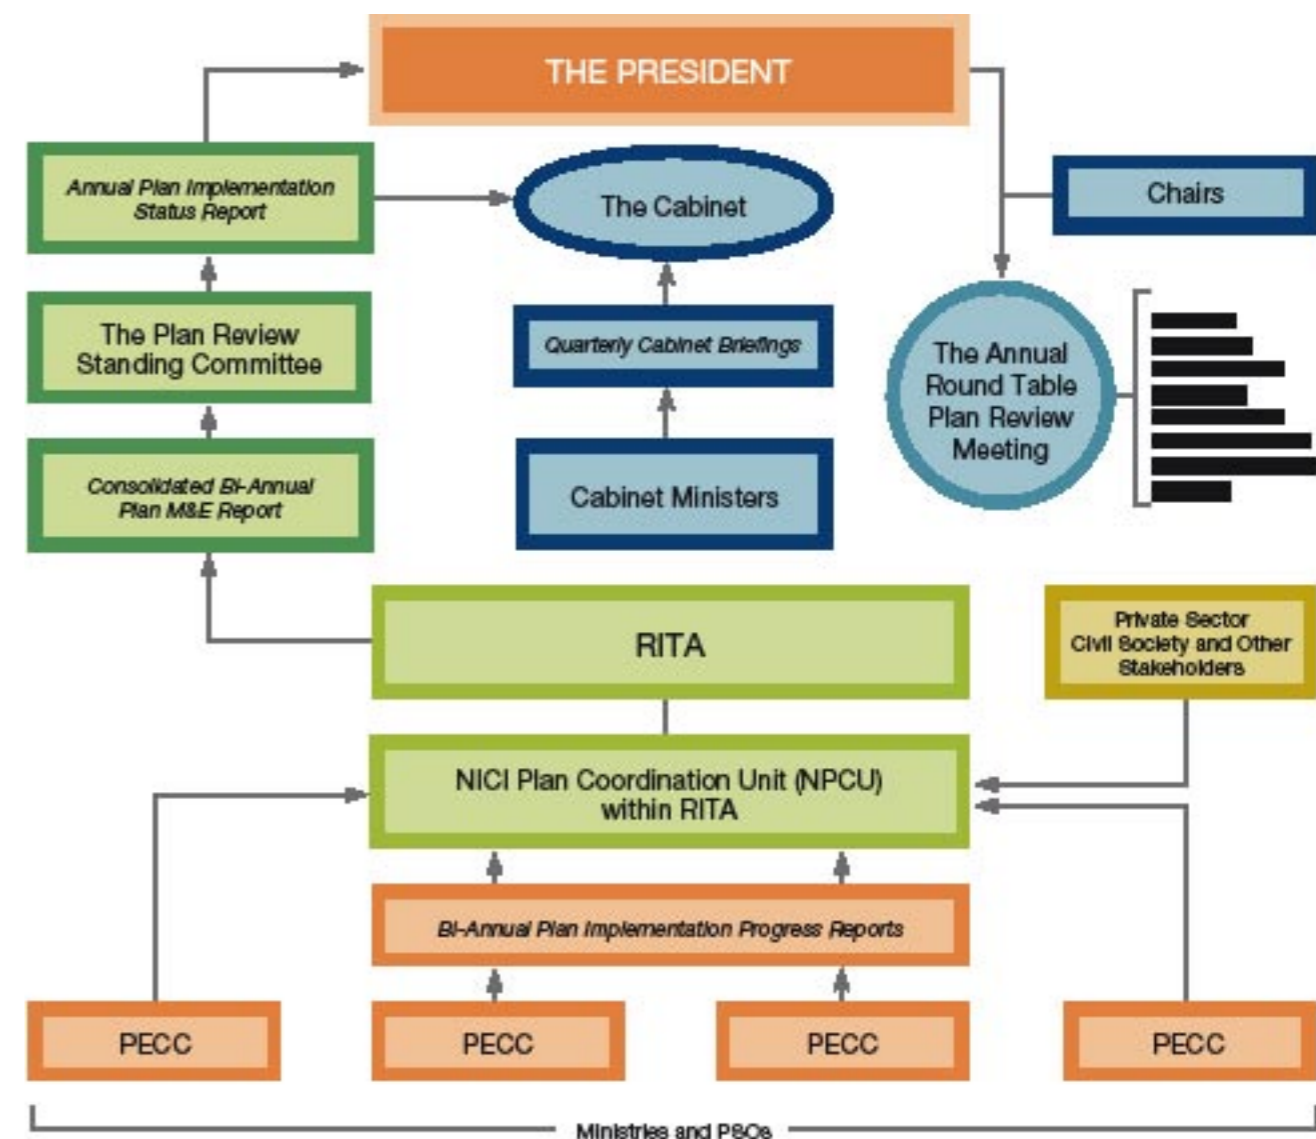 THE PRESIDENT
Annual Plan Implementation
Status Report
The Cabinet
Chairs
The Plan Review
Standing Committee
Quarterly Cabinet Briefings
The Annual
Round Table
Plan Review
Meeting
Consolidated Bi-Annual
Plan M&E Report
Cabinet Ministers
RITA
Private Sector
Civil Society and Other
Stakeholders
NICI Plan Coordination Unit (NPCU)
within RITA
Bi-Annual Plan Implementation Progress Reports
PECC
PECC
PECC
PECC
Ministries and PSOs